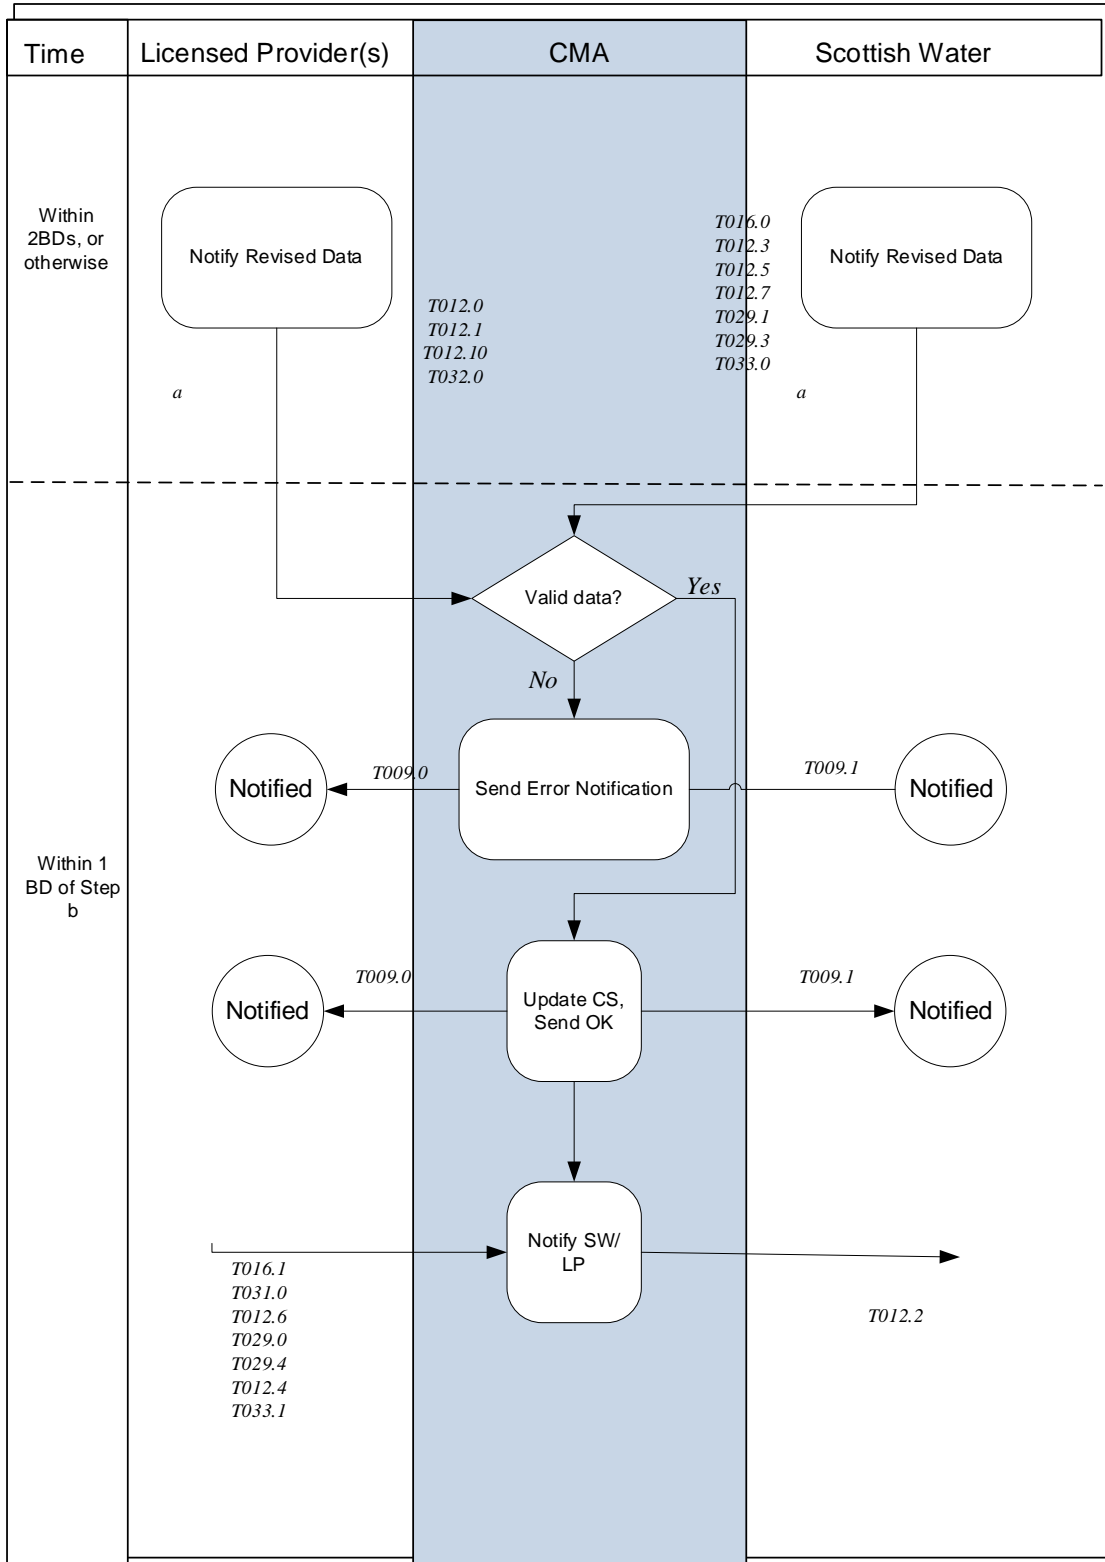 Time
Licensed Provider(s)
CMA
Scottish Water
Within
2BDs, or
otherwise
Notify Revised Data
T012.0
T012.1
T012.10
T032.0
T016.0
T012.3
T012.5
T012.7
T029.1
T029.3
T033.0
Notify Revised Data
a
a
Valid data?
Yes
No
Within 1
BD of Step
b
Notified
T009.0
Send Error Notification
T009.1
Notified
Notified
T009.0
Update CS,
Send OK
T009.1
Notified
Notify SW/
LP
T016.1
T031.0
T012.6
T029.0
T029.4
T012.4
T033.1
T012.2